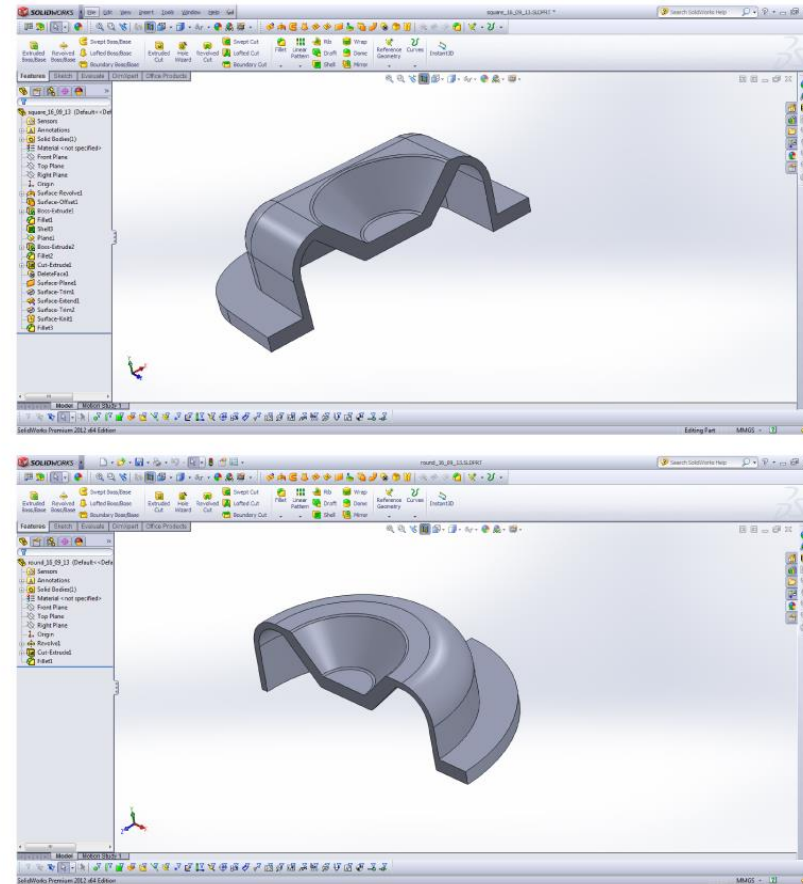 SOLIDWORKS File Edit View Insert Tools Window Help square_16_09_13.SLDPRT * Search SolidWorks Help
Extruded Boss/Base Revolved Boss/Base Swept Boss/Base Lofted Boss/Base Boundary Boss/Base Extruded Cut Hole Wizard Revolved Cut Swept Cut Lofted Cut Boundary Cut Fillet Linear Pattern Rib Draft Shell Wrap Dome Mirror Reference Geometry Curves Instant3D
Features Sketch Evaluate DimXpert Office Products
square_16_09_13 (Default<<Def
Sensors
Annotations
Solid Bodies(1)
Material <not specified>
Front Plane
Top Plane
Right Plane
Origin
Surface-Revolve1
Surface-Offset1
Boss-Extrude1
Fillet1
Shell3
Plane1
Boss-Extrude2
Fillet2
Cut-Extrude1
DeleteFace1
Surface-Plane1
Surface-Trim1
Surface-Extend1
Surface-Trim2
Surface-Knit1
Fillet3
Model Motion Study 1
SolidWorks Premium 2012 x64 Edition Editing Part MMGS
SOLIDWORKS round_16_09_13.SLDPRT Search SolidWorks Help
Extruded Boss/Base Revolved Boss/Base Swept Boss/Base Lofted Boss/Base Boundary Boss/Base Extruded Cut Hole Wizard Revolved Cut Swept Cut Lofted Cut Boundary Cut Fillet Linear Pattern Rib Draft Shell Wrap Dome Mirror Reference Geometry Curves Instant3D
Features Sketch Evaluate DimXpert Office Products
round_16_09_13 (Default<<Defa
Sensors
Annotations
Solid Bodies(1)
Material <not specified>
Front Plane
Top Plane
Right Plane
Origin
Revolve1
Cut-Extrude1
Fillet1
Model Motion Study 1
SolidWorks Premium 2012 x64 Edition MMGS